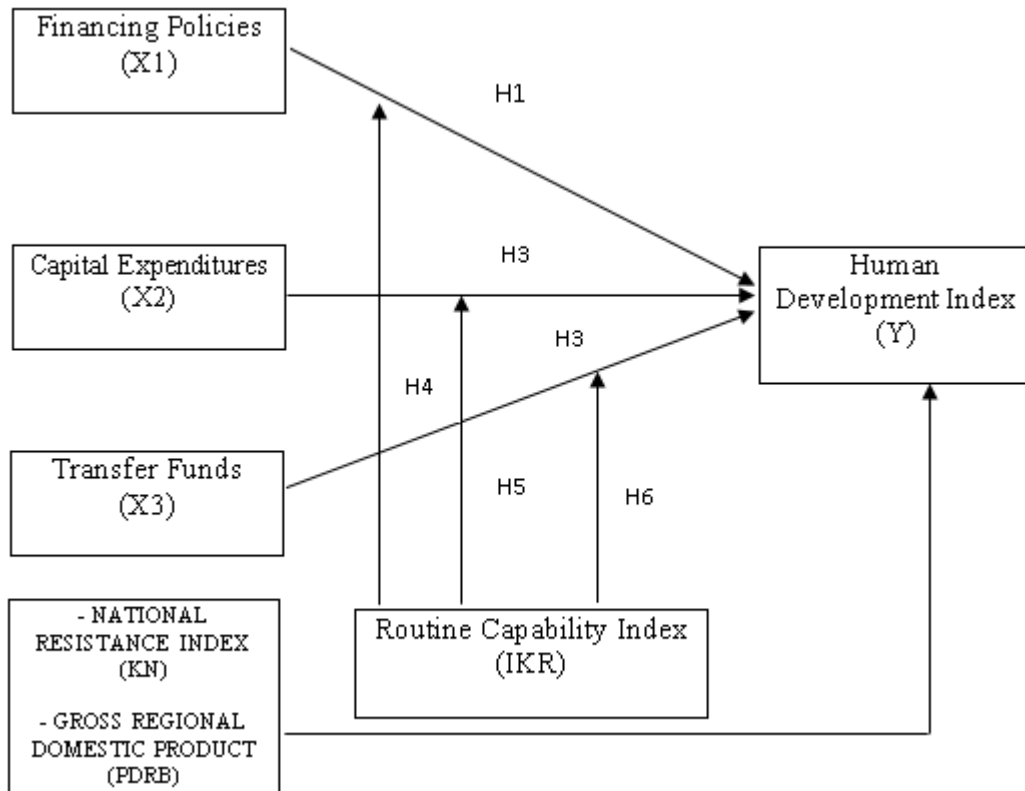 Financing Policies
(X1)
H1
Capital Expenditures
(X2)
H3
Human
Development Index
(Y)
H3
H4
Transfer Funds
(X3)
H5
H6
- NATIONAL
RESISTANCE INDEX
(KN)
- GROSS REGIONAL
DOMESTIC PRODUCT
(PDRB)
Routine Capability Index
(IKR)